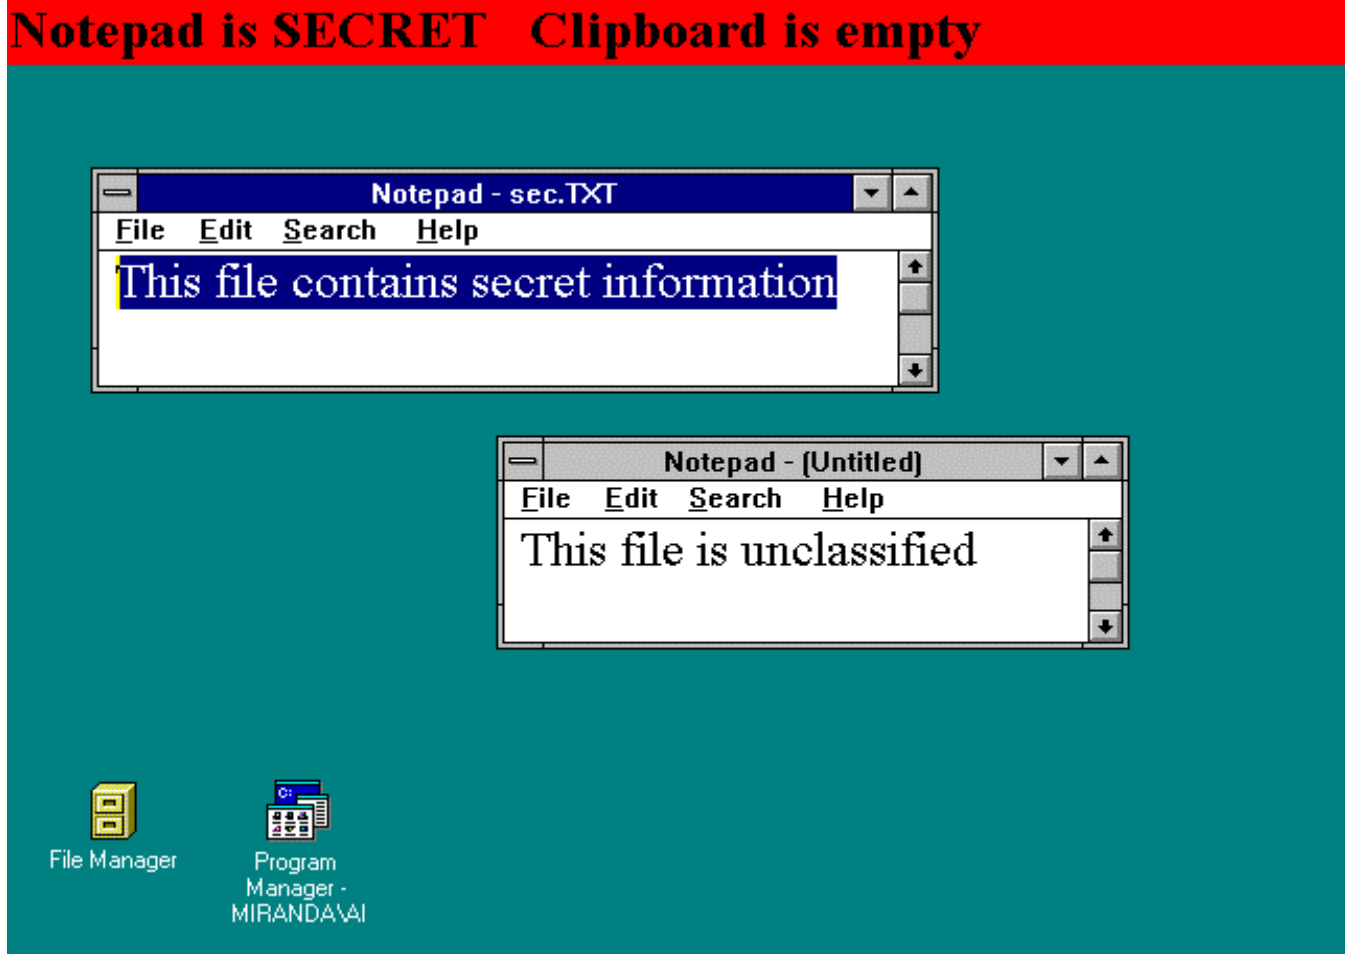 Notepad is SECRET Clipboard is empty
Notepad - sec.TXT
File Edit Search Help
This file contains secret information
Notepad - (Untitled)
File Edit Search Help
This file is unclassified
C:
File Manager
Program
Manager -
MIRANDA\AI